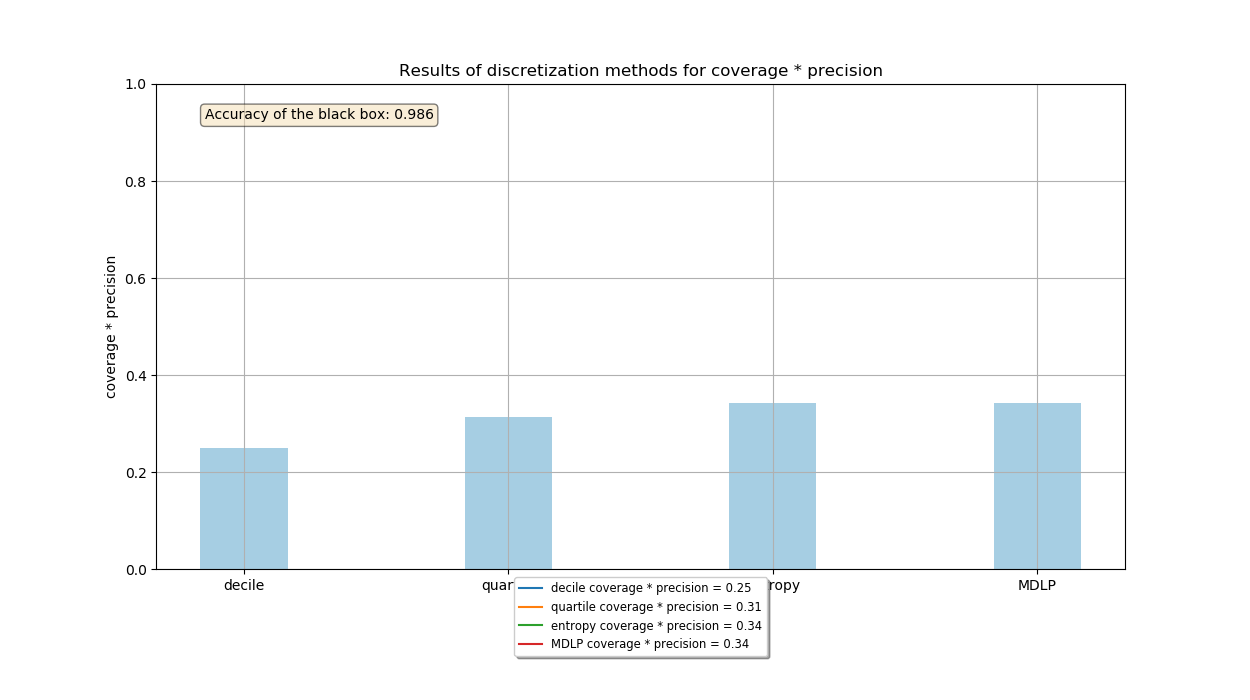 Results of discretization methods for coverage * precision
Accuracy of the black box: 0.986
coverage * precision
1.0
0.8
0.6
0.4
0.2
0.0
decile quar ropy MDLP
decile coverage * precision = 0.25
quartile coverage * precision = 0.31
entropy coverage * precision = 0.34
MDLP coverage * precision = 0.34